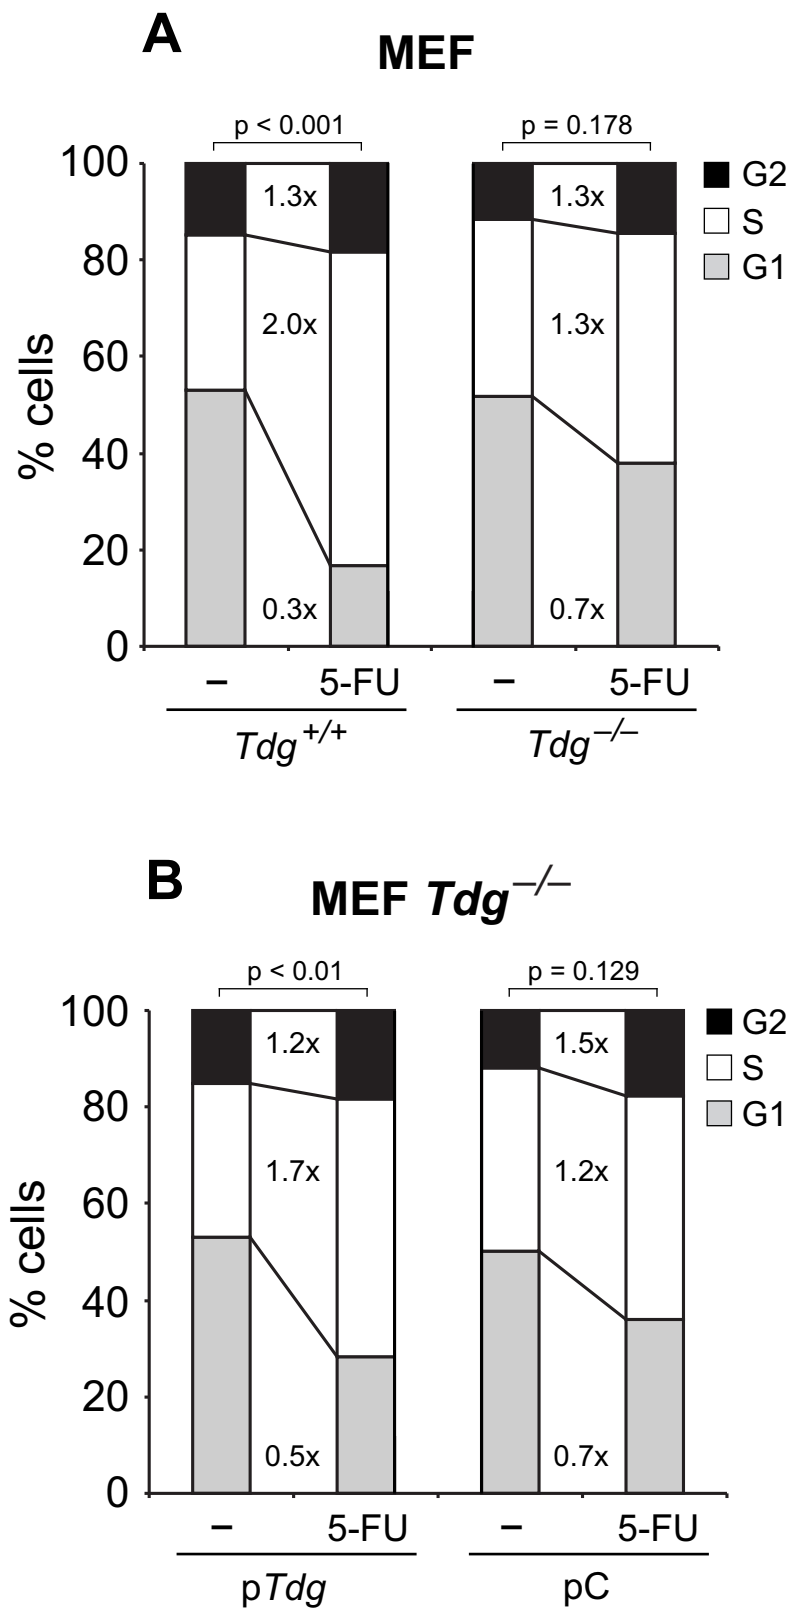 A
MEF
p < 0.001
p = 0.178
100
80
60
40
20
0
% cells
1.3x
2.0x
0.3x
1.3x
1.3x
0.7x
G2
S
G1
– 5-FU – 5-FU
Tdg+/+ Tdg–/–
B
MEF Tdg–/–
p < 0.01
p = 0.129
100
80
60
40
20
0
% cells
1.2x
1.7x
0.5x
1.5x
1.2x
0.7x
G2
S
G1
– 5-FU – 5-FU
pTdg pC